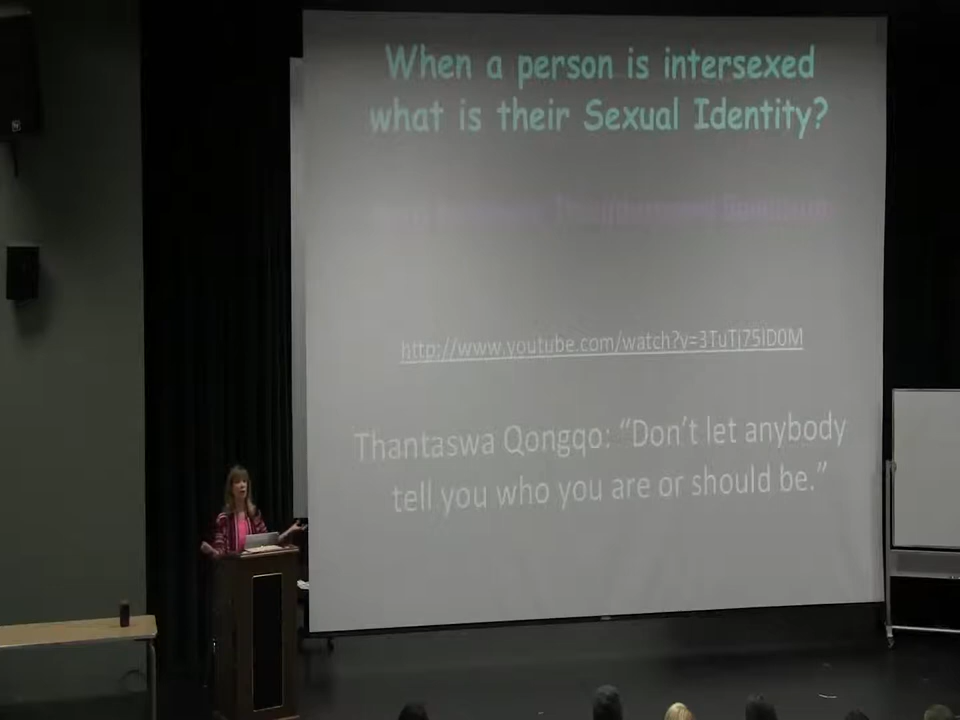 When a person is intersexed
what is their Sexual Identity?
http://www.youtube.com/watch?v=3TuTj75lD0M
Thantaswa Qongqo: “Don’t let anybody
tell you who you are or should be.”